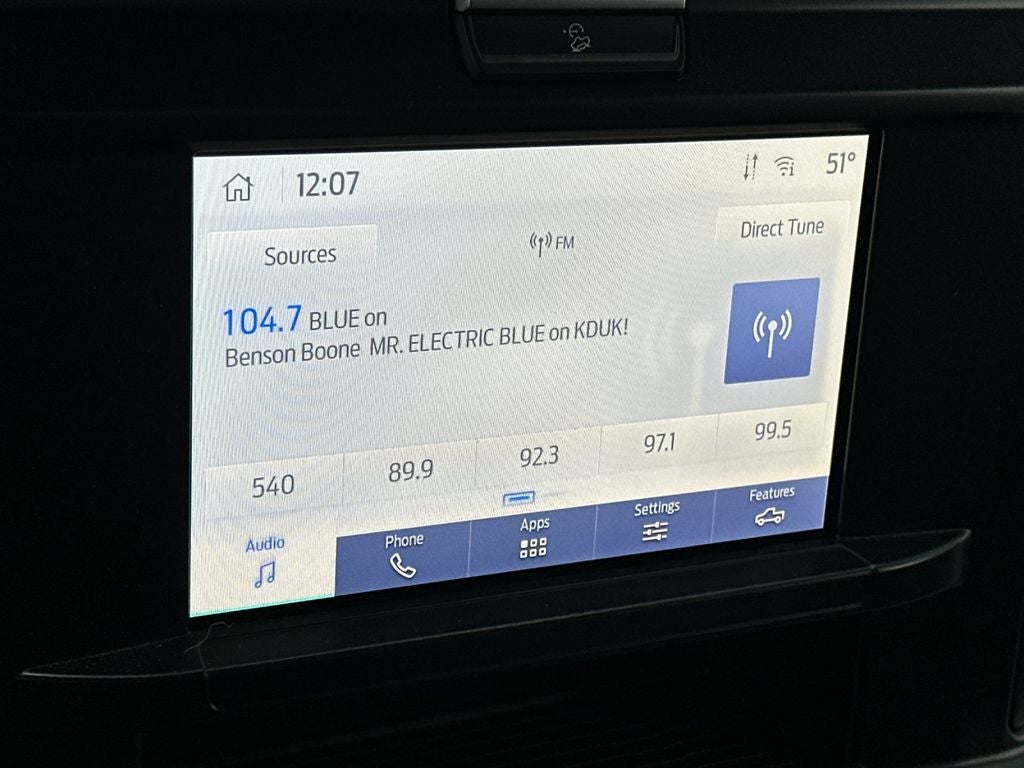 12:07
51°
Sources
FM
Direct Tune
104.7 BLUE on
Benson Boone MR. ELECTRIC BLUE on KDUK!
540
89.9
92.3
97.1
99.5
Audio
Phone
Apps
Settings
Features